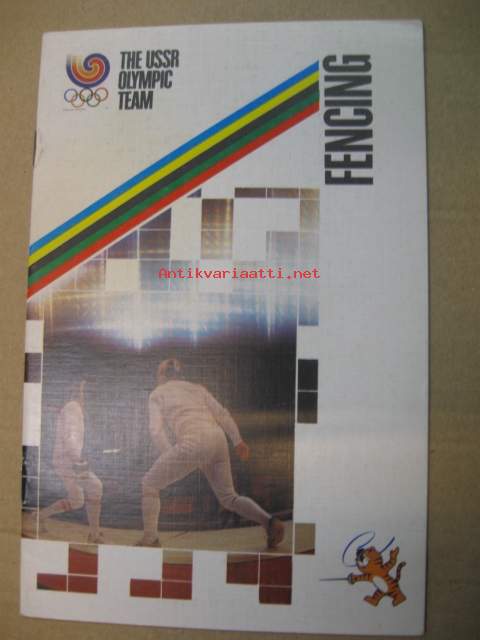 THE USSR
OLYMPIC
TEAM
FENCING
Antikvariaatti.net